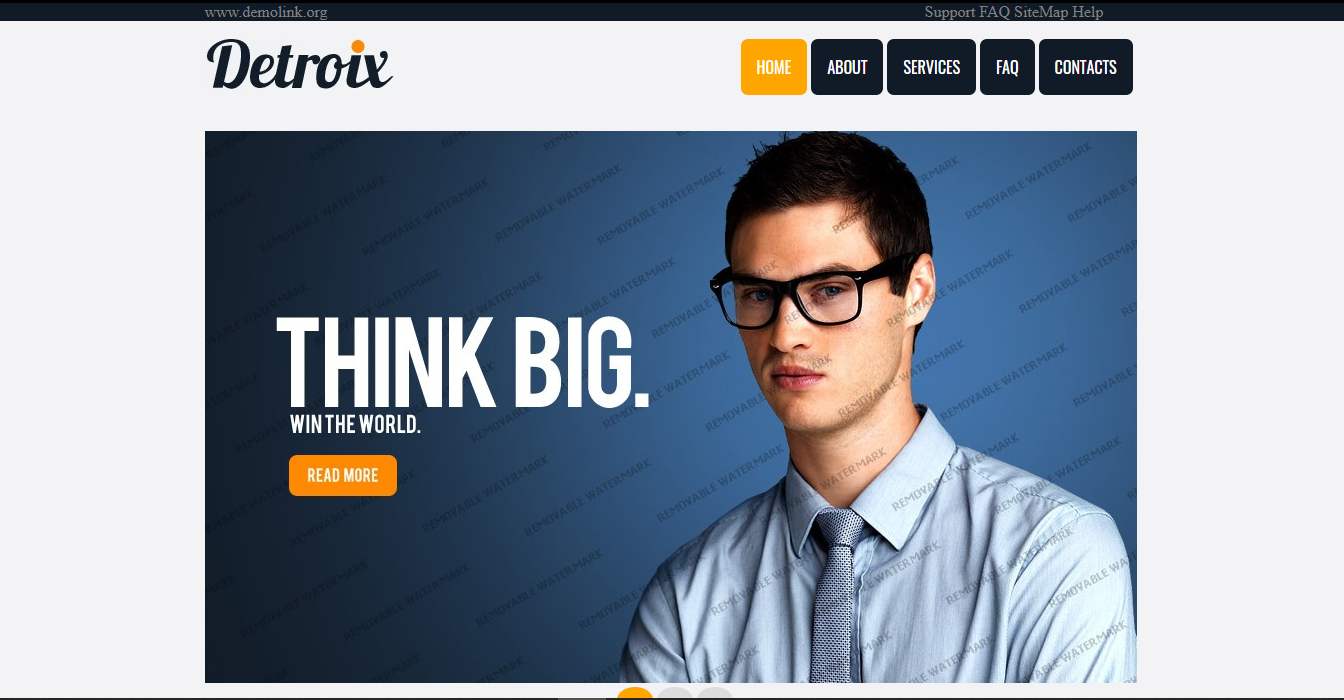 www.demolink.org
Support FAQ SiteMap Help
Detroix
HOME ABOUT SERVICES FAQ CONTACTS
THINK BIG.
WIN THE WORLD.
READ MORE
REMOVABLE WATERMARK